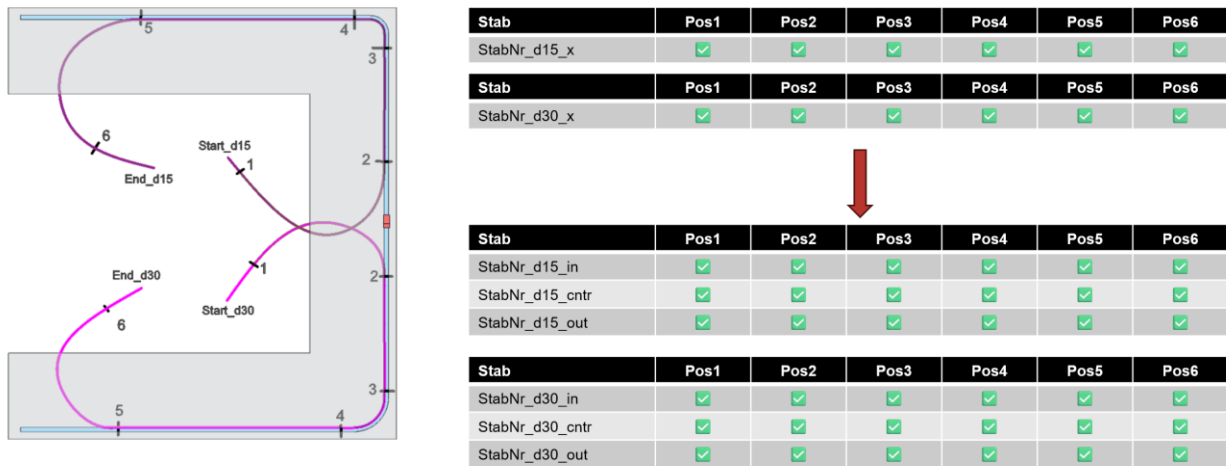 5
4
3
6
Start_d15
1
2
End_d15
End_d30
1
2
Start_d30
6
3
5
4
Stab Pos1 Pos2 Pos3 Pos4 Pos5 Pos6
StabNr_d15_x ✅ ✅ ✅ ✅ ✅ ✅
Stab Pos1 Pos2 Pos3 Pos4 Pos5 Pos6
StabNr_d30_x ✅ ✅ ✅ ✅ ✅ ✅
Stab Pos1 Pos2 Pos3 Pos4 Pos5 Pos6
StabNr_d15_in ✅ ✅ ✅ ✅ ✅ ✅
StabNr_d15_cntr ✅ ✅ ✅ ✅ ✅ ✅
StabNr_d15_out ✅ ✅ ✅ ✅ ✅ ✅
Stab Pos1 Pos2 Pos3 Pos4 Pos5 Pos6
StabNr_d30_in ✅ ✅ ✅ ✅ ✅ ✅
StabNr_d30_cntr ✅ ✅ ✅ ✅ ✅ ✅
StabNr_d30_out ✅ ✅ ✅ ✅ ✅ ✅